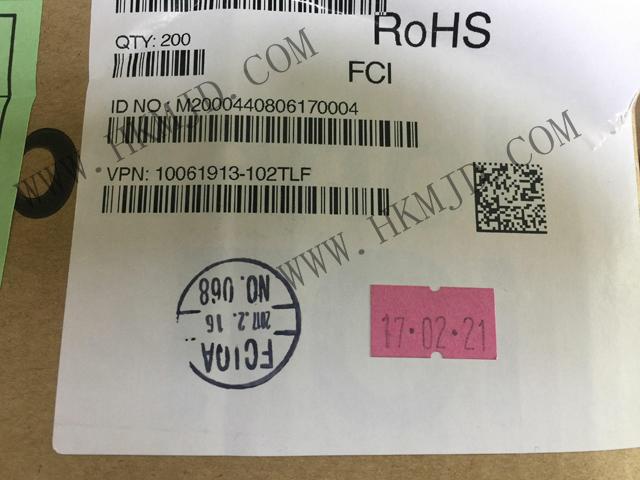 QTY: 200
RoHS
FCI
ID NO.: M2000440806170004
VPN: 10061913-102TLF
FCIQA
2017. 2. 16
NO. 068
17·02·21
WWW.HKMJD.COM
WWW.HKMJD.COM